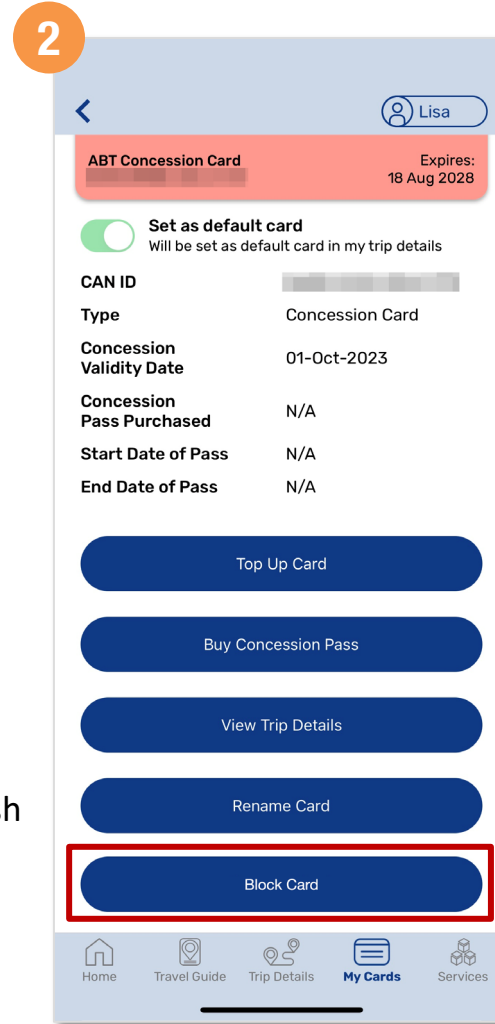 2
Lisa
ABT Concession Card
Expires:
18 Aug 2028
Set as default card
Will be set as default card in my trip details
CAN ID
Type Concession Card
Concession
Validity Date 01-Oct-2023
Concession
Pass Purchased N/A
Start Date of Pass N/A
End Date of Pass N/A
Top Up Card
Buy Concession Pass
View Trip Details
Rename Card
Block Card
Home Travel Guide Trip Details My Cards Services